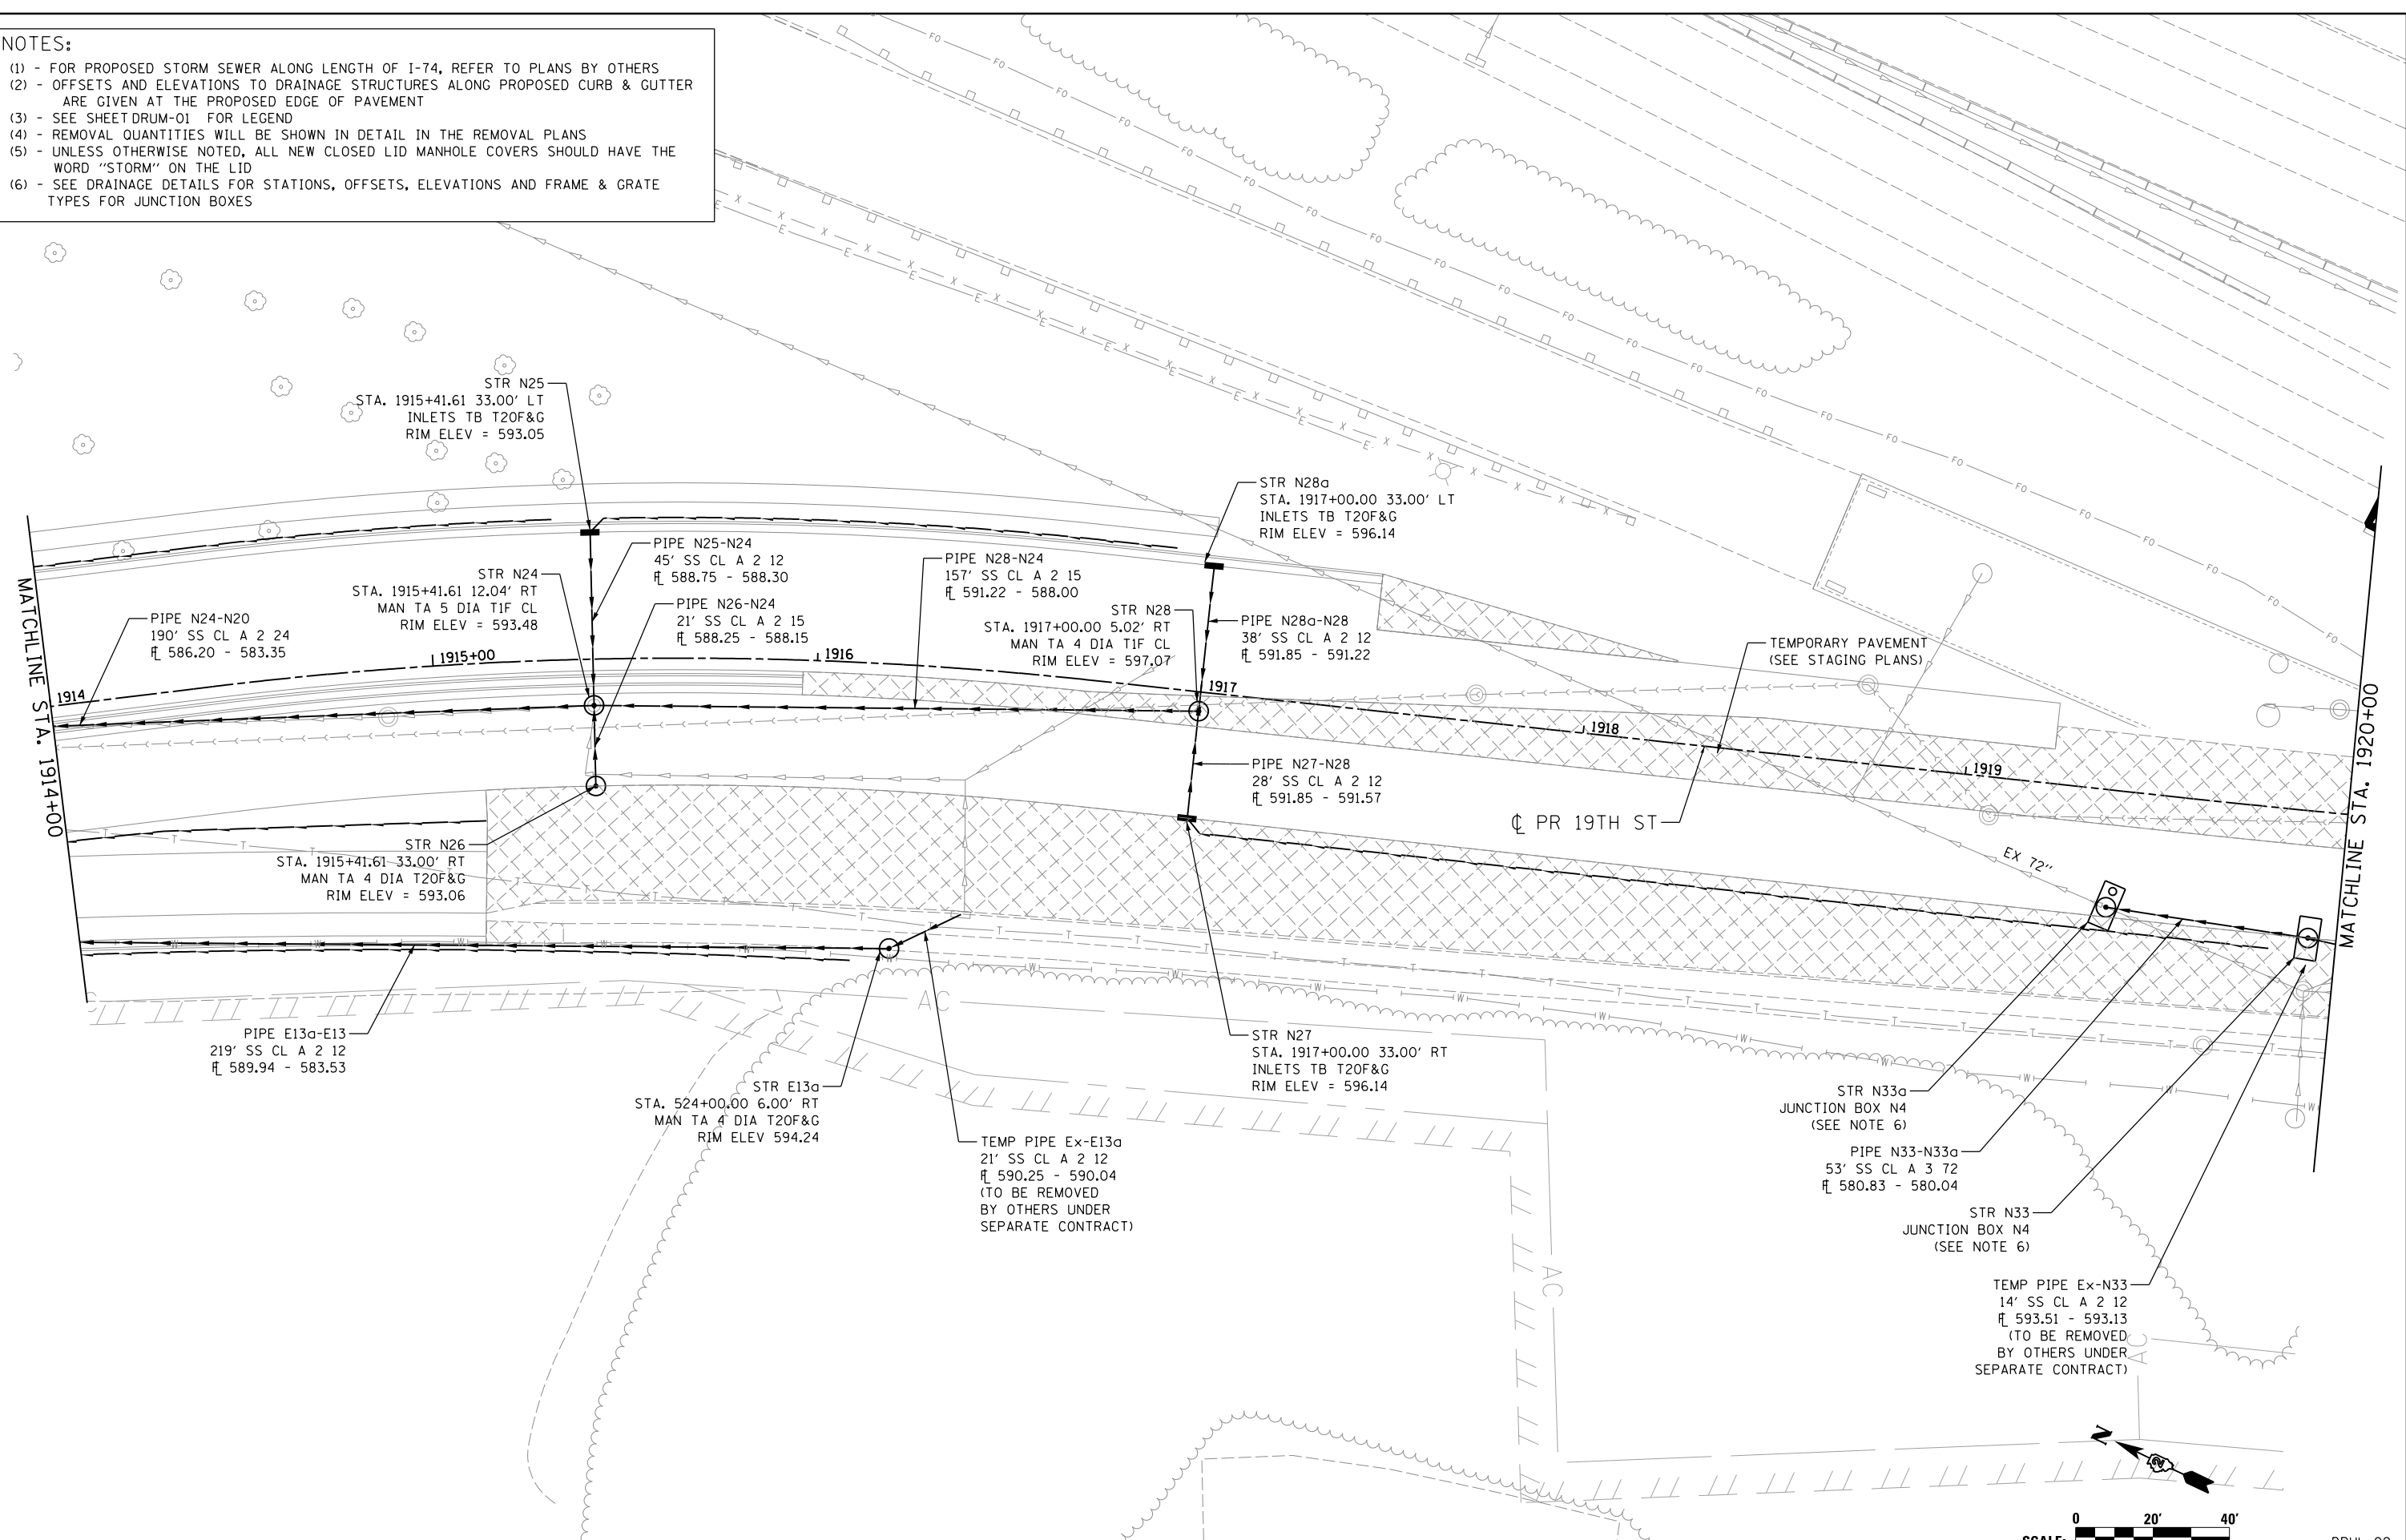 NOTES:
(1) - FOR PROPOSED STORM SEWER ALONG LENGTH OF I-74, REFER TO PLANS BY OTHERS
(2) - OFFSETS AND ELEVATIONS TO DRAINAGE STRUCTURES ALONG PROPOSED CURB & GUTTER
ARE GIVEN AT THE PROPOSED EDGE OF PAVEMENT
(3) - SEE SHEET DRUM-01 FOR LEGEND
(4) - REMOVAL QUANTITIES WILL BE SHOWN IN DETAIL IN THE REMOVAL PLANS
(5) - UNLESS OTHERWISE NOTED, ALL NEW CLOSED LID MANHOLE COVERS SHOULD HAVE THE
WORD "STORM" ON THE LID
(6) - SEE DRAINAGE DETAILS FOR STATIONS, OFFSETS, ELEVATIONS AND FRAME & GRATE
TYPES FOR JUNCTION BOXES
STR N25
STA. 1915+41.61 33.00' LT
INLETS TB T20F&G
RIM ELEV = 593.05
STR N28a
STA. 1917+00.00 33.00' LT
INLETS TB T20F&G
RIM ELEV = 596.14
PIPE N25-N24
45' SS CL A 2 12
FL 588.75 - 588.30
PIPE N28-N24
157' SS CL A 2 15
FL 591.22 - 588.00
STR N24
STA. 1915+41.61 12.04' RT
MAN TA 5 DIA T1F CL
RIM ELEV = 593.48
PIPE N26-N24
21' SS CL A 2 15
FL 588.25 - 588.15
STR N28
STA. 1917+00.00 5.02' RT
MAN TA 4 DIA T1F CL
RIM ELEV = 597.07
PIPE N28a-N28
38' SS CL A 2 12
FL 591.85 - 591.22
PIPE N24-N20
190' SS CL A 2 24
FL 586.20 - 583.35
TEMPORARY PAVEMENT
(SEE STAGING PLANS)
MATCHLINE STA. 1914+00
1914
1915+00
1916
1917
1918
1919
MATCHLINE STA. 1920+00
PIPE N27-N28
28' SS CL A 2 12
FL 591.85 - 591.57
CL PR 19TH ST
EX 72"
STR N26
STA. 1915+41.61 33.00' RT
MAN TA 4 DIA T20F&G
RIM ELEV = 593.06
AC
PIPE E13a-E13
219' SS CL A 2 12
FL 589.94 - 583.53
STR N27
STA. 1917+00.00 33.00' RT
INLETS TB T20F&G
RIM ELEV = 596.14
STR E13a
STA. 524+00.00 6.00' RT
MAN TA 4 DIA T20F&G
RIM ELEV 594.24
STR N33a
JUNCTION BOX N4
(SEE NOTE 6)
TEMP PIPE Ex-E13a
21' SS CL A 2 12
FL 590.25 - 590.04
(TO BE REMOVED
BY OTHERS UNDER
SEPARATE CONTRACT)
PIPE N33-N33a
53' SS CL A 3 72
FL 580.83 - 580.04
STR N33
JUNCTION BOX N4
(SEE NOTE 6)
AC
TEMP PIPE Ex-N33
14' SS CL A 2 12
FL 593.51 - 593.13
(TO BE REMOVED
BY OTHERS UNDER
SEPARATE CONTRACT)
AC
N
0 20' 40'